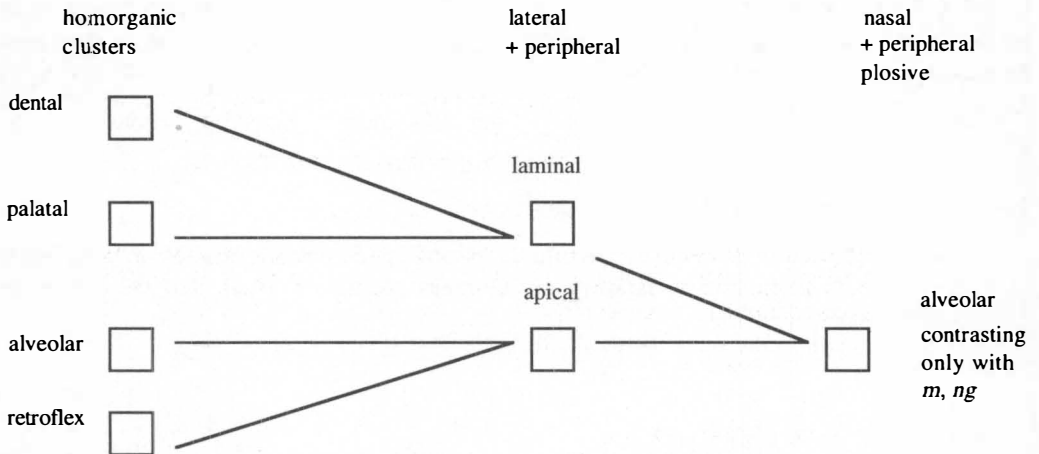 homorganic
clusters
lateral
+ peripheral
nasal
+ peripheral
plosive
dental
laminal
palatal
apical
alveolar
retroflex
alveolar
contrasting
only with
m, ng